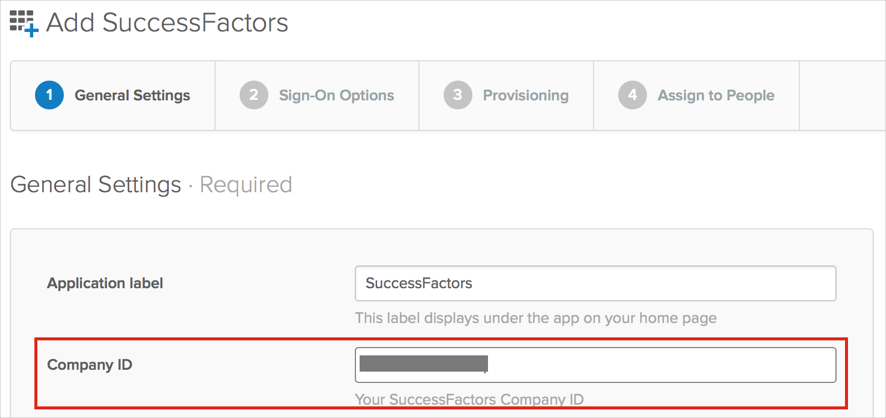 Add SuccessFactors
1 General Settings 2 Sign-On Options 3 Provisioning 4 Assign to People
General Settings · Required
Application label SuccessFactors
This label displays under the app on your home page
Company ID
Your SuccessFactors Company ID